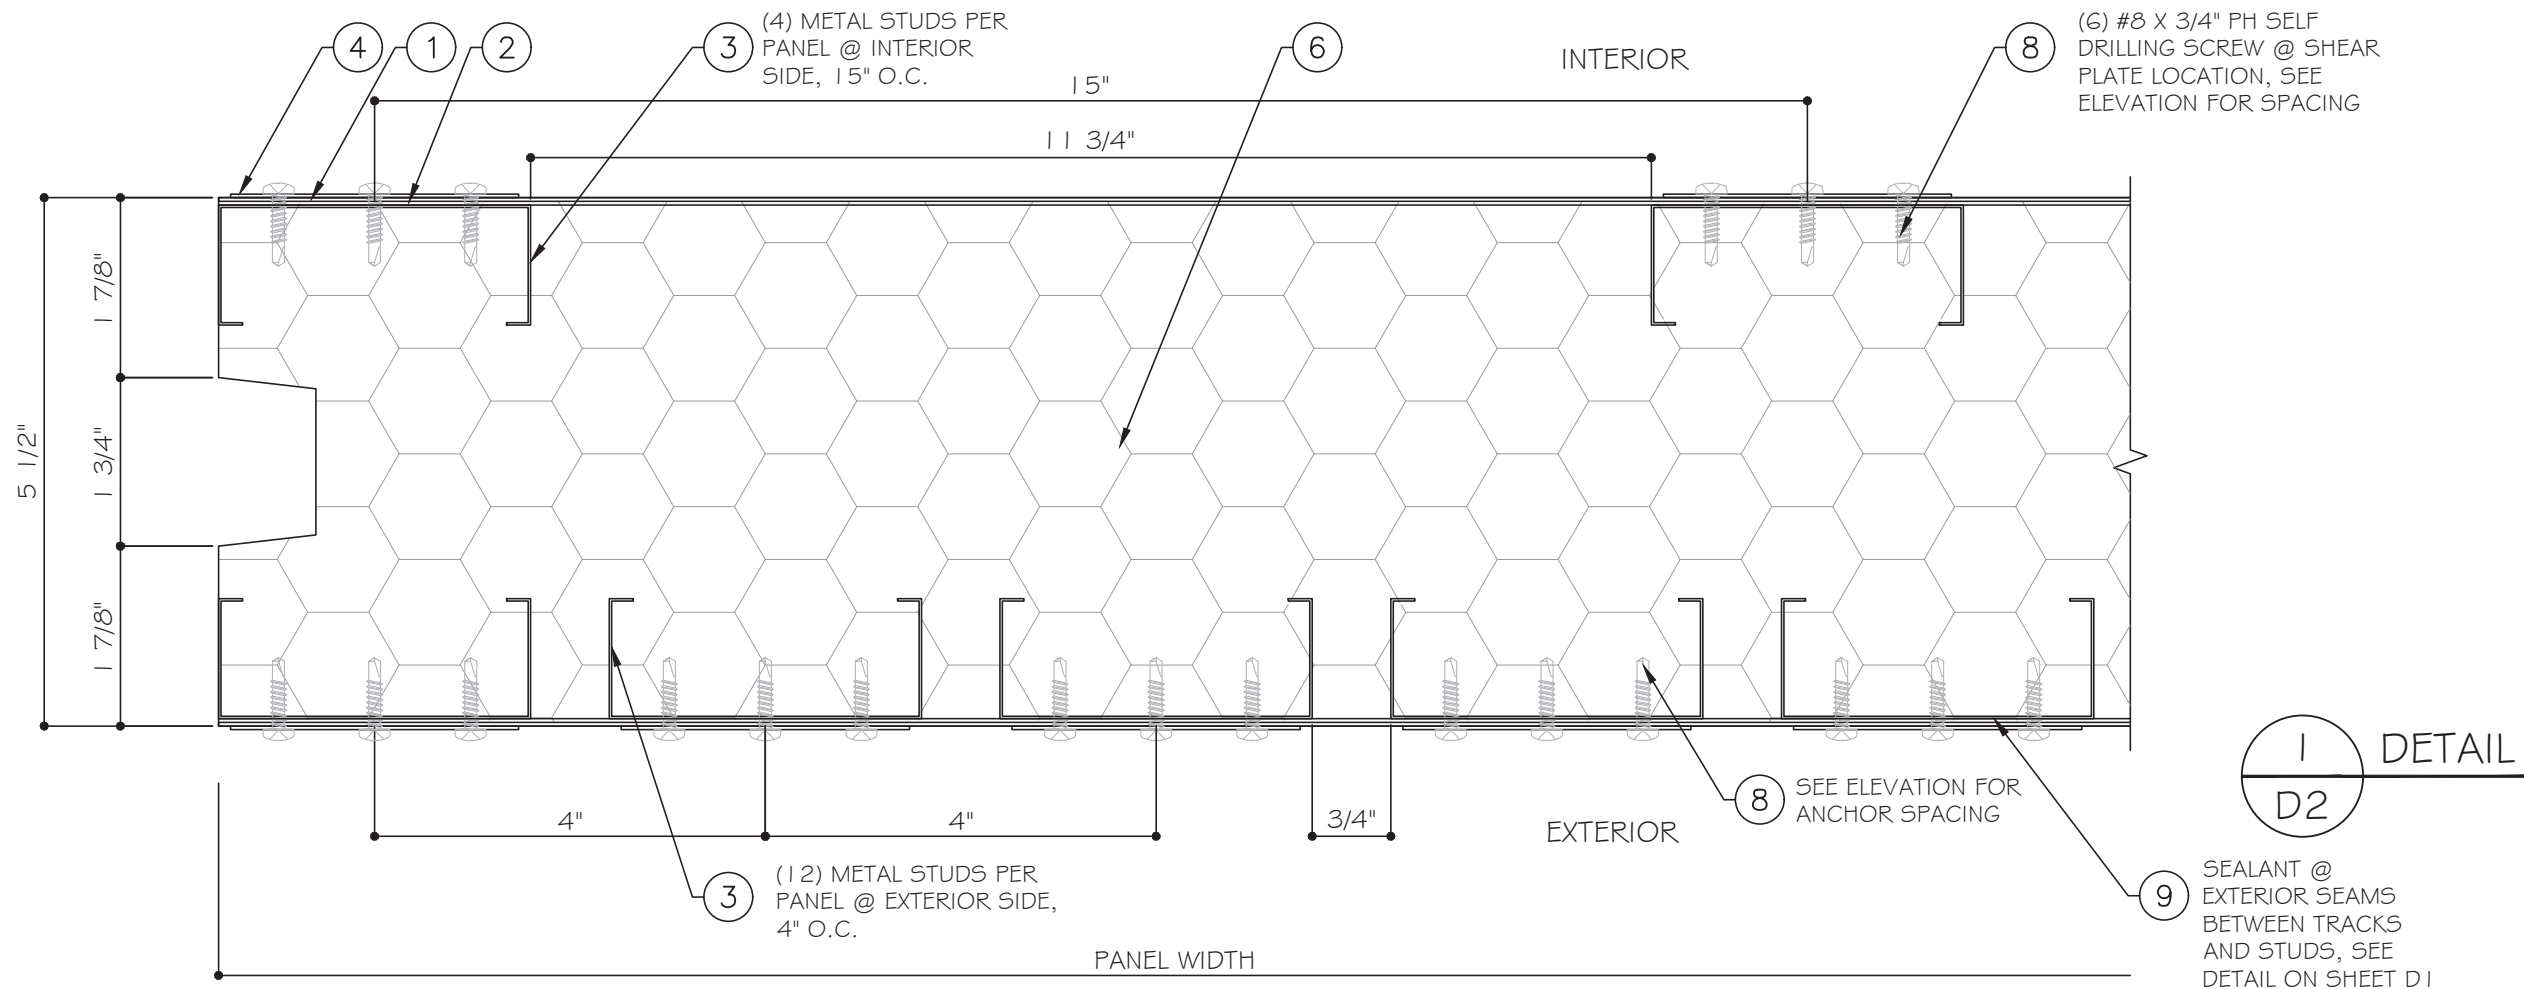 4
1
2
3
(4) METAL STUDS PER
PANEL @ INTERIOR
SIDE, 15" O.C.
6
INTERIOR
8
(6) #8 X 3/4" PH SELF
DRILLING SCREW @ SHEAR
PLATE LOCATION, SEE
ELEVATION FOR SPACING
15"
11 3/4"
1 7/8"
5 1/2"
1 3/4"
1 7/8"
4"
4"
3/4"
8
SEE ELEVATION FOR
ANCHOR SPACING
EXTERIOR
1
D2
DETAIL
3
(12) METAL STUDS PER
PANEL @ EXTERIOR SIDE,
4" O.C.
9
SEALANT @
EXTERIOR SEAMS
BETWEEN TRACKS
AND STUDS, SEE
DETAIL ON SHEET D1
PANEL WIDTH